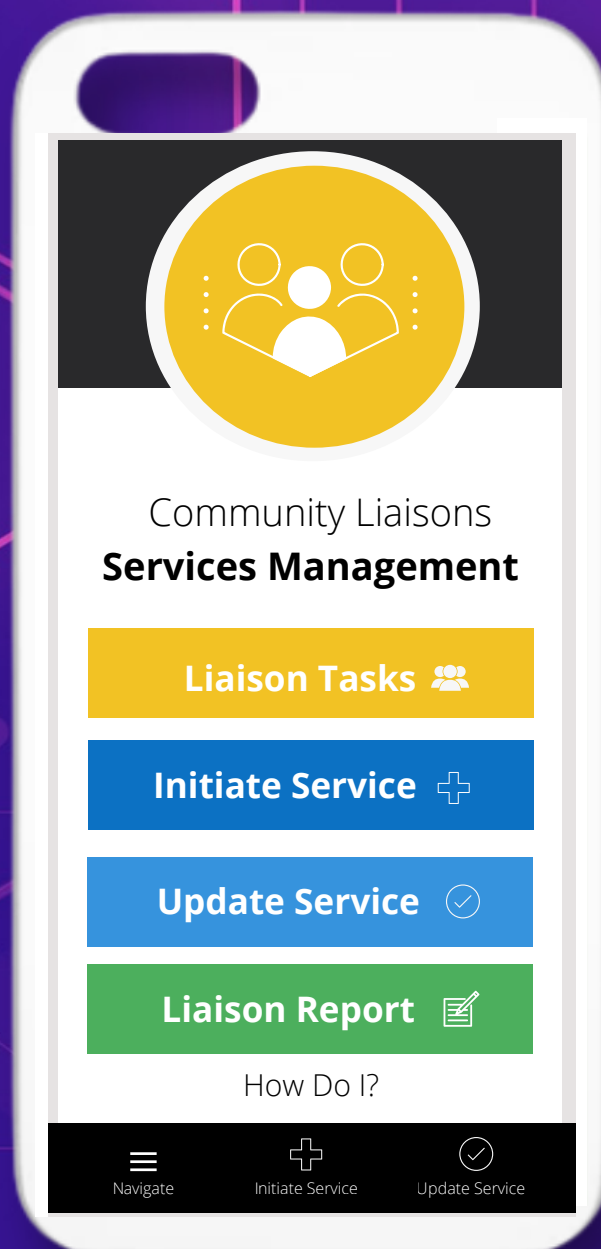 Community Liaisons
Services Management
Liaison Tasks
Initiate Service
Update Service
Liaison Report
How Do I?
Navigate
Initiate Service
Update Service